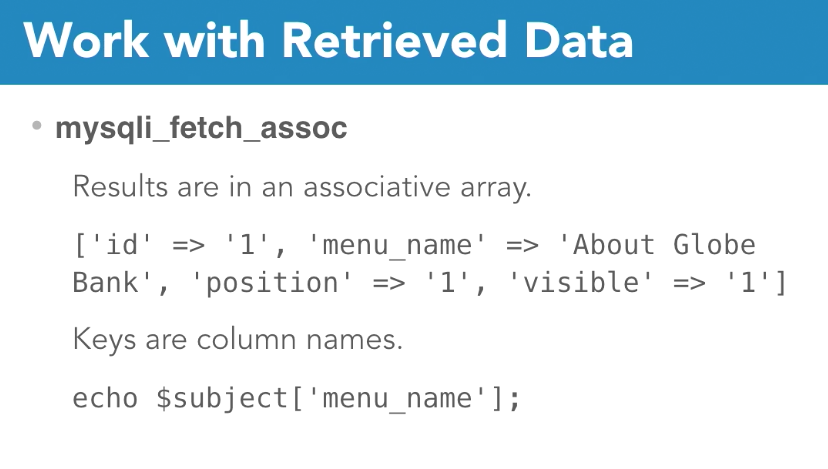 Work with Retrieved Data
• mysqli_fetch_assoc
Results are in an associative array.
['id' => '1', 'menu_name' => 'About Globe
Bank', 'position' => '1', 'visible' => '1']
Keys are column names.
echo $subject['menu_name'];